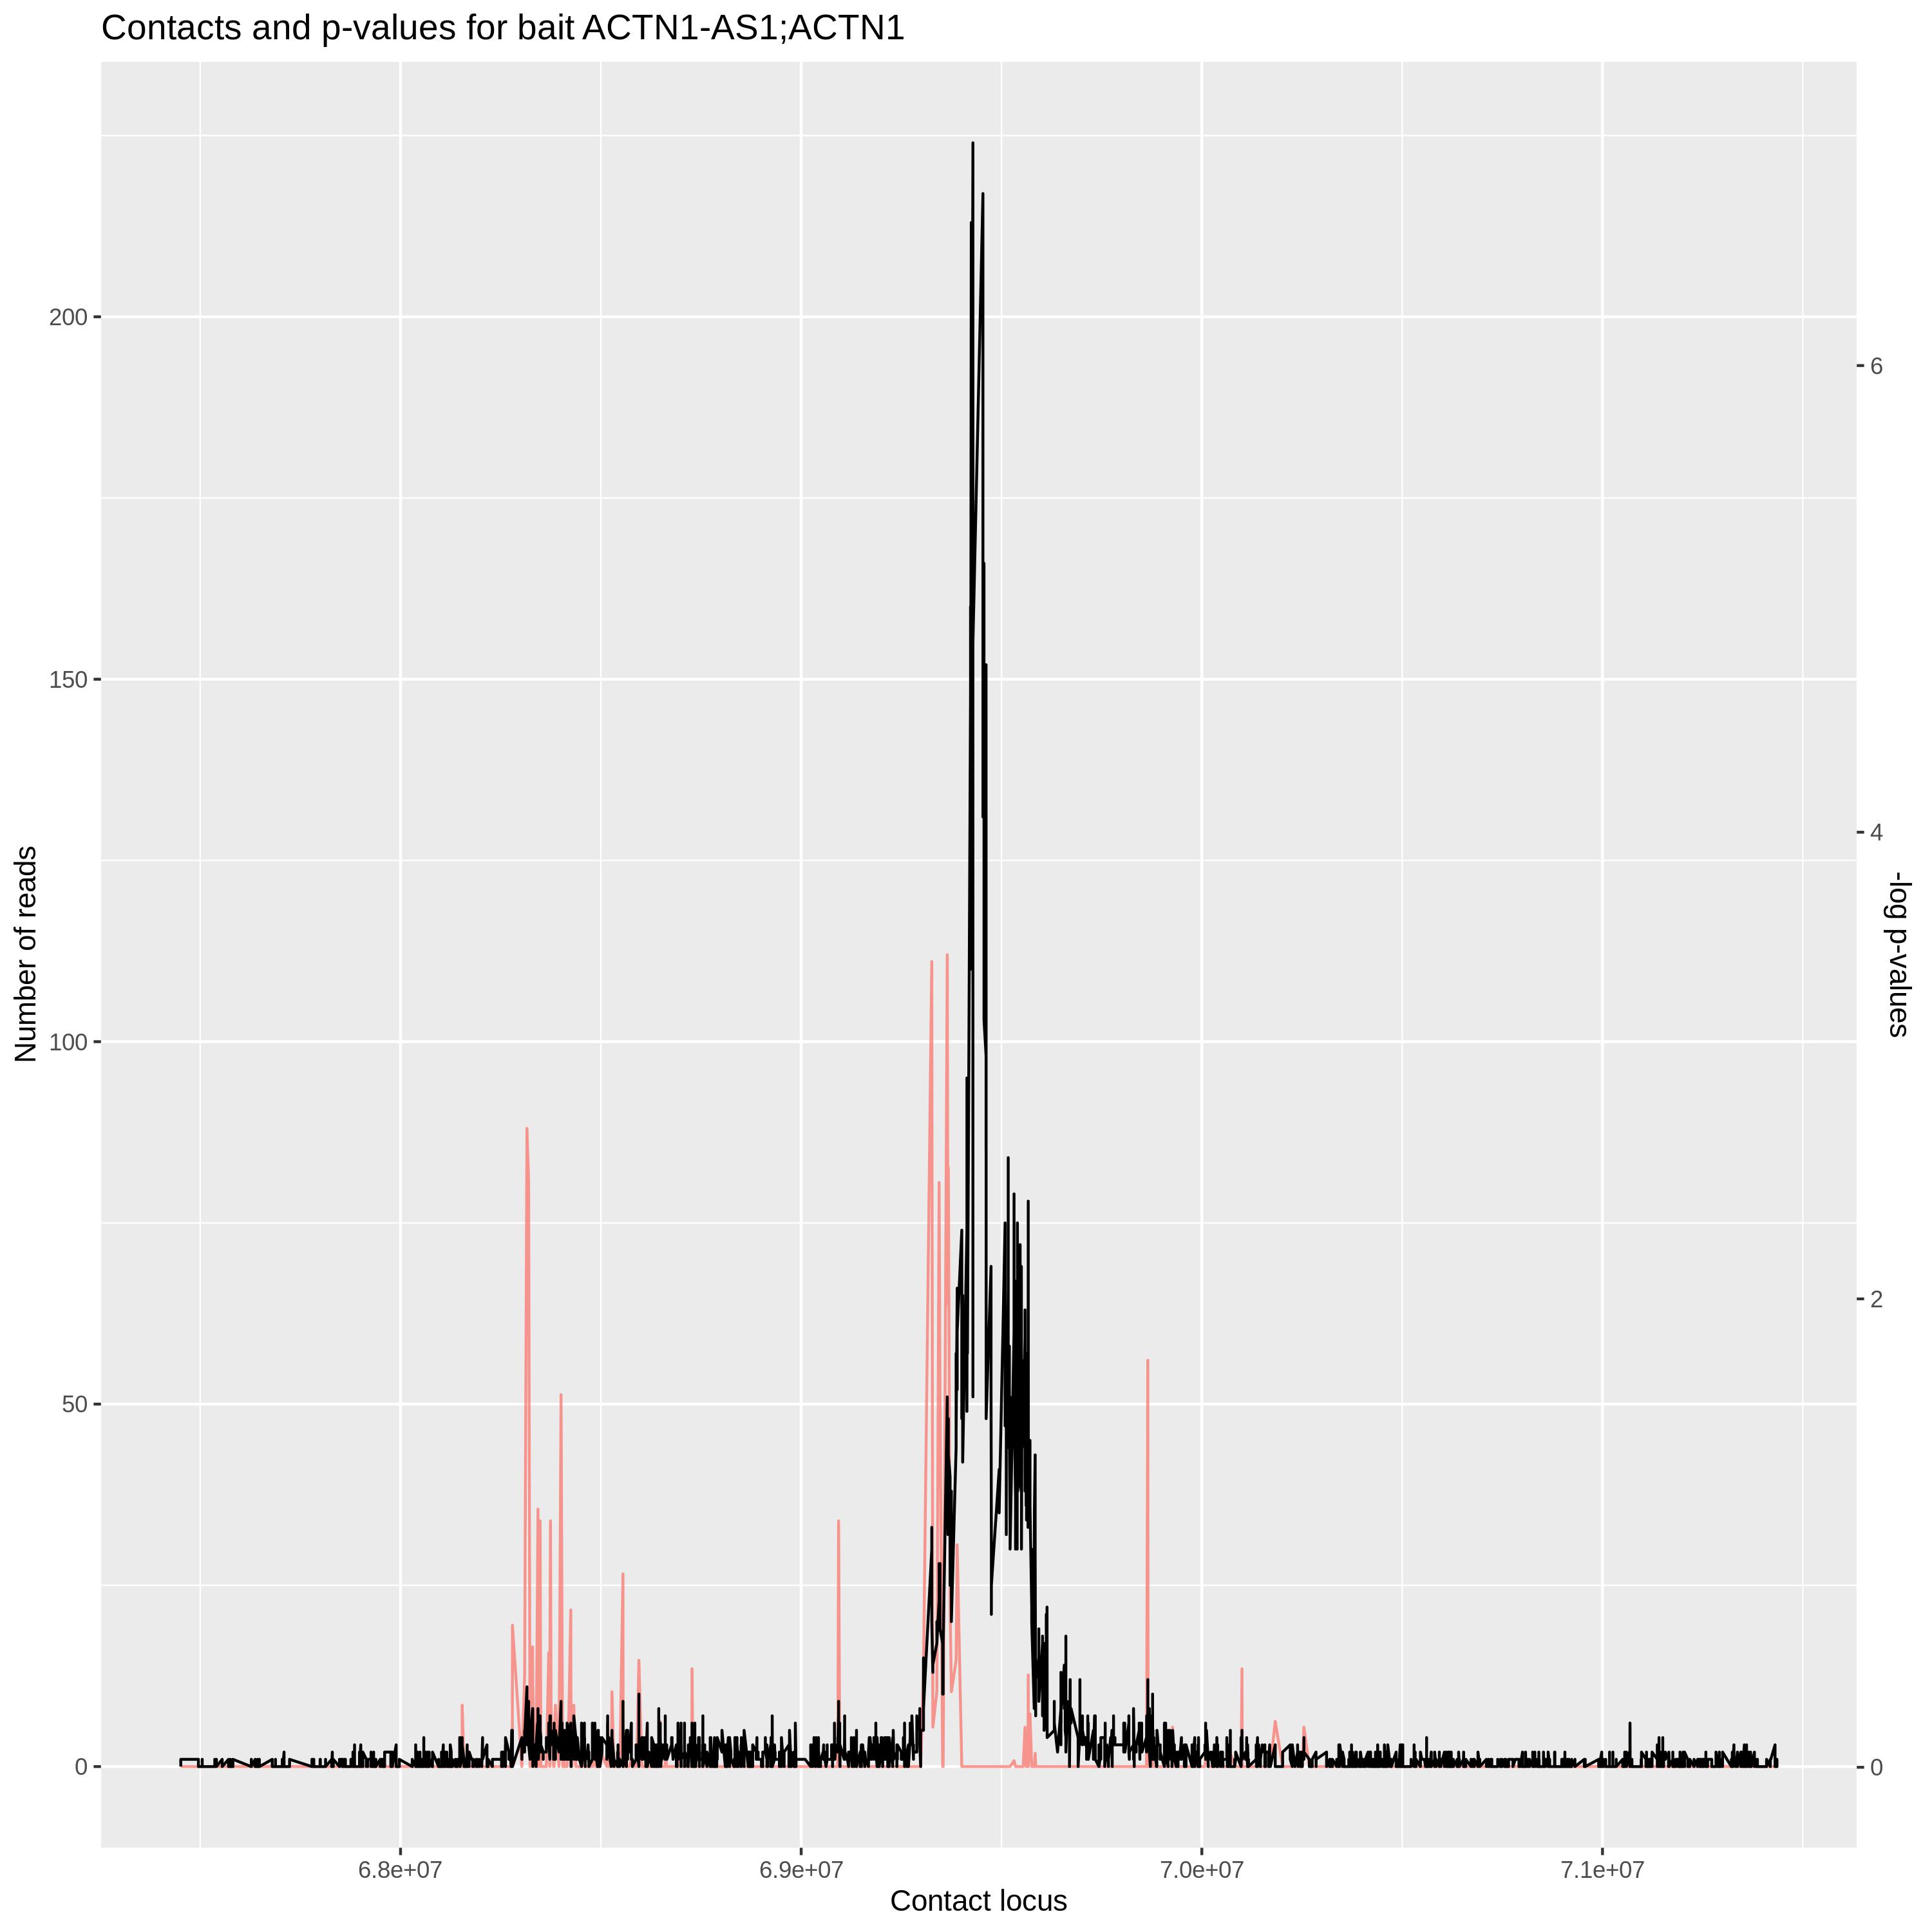 Contacts and p-values for bait ACTN1-AS1;ACTN1
Number of reads
200
150
100
50
0
6
4
2
0
-log p-values
6.8e+07
6.9e+07
7.0e+07
7.1e+07
Contact locus